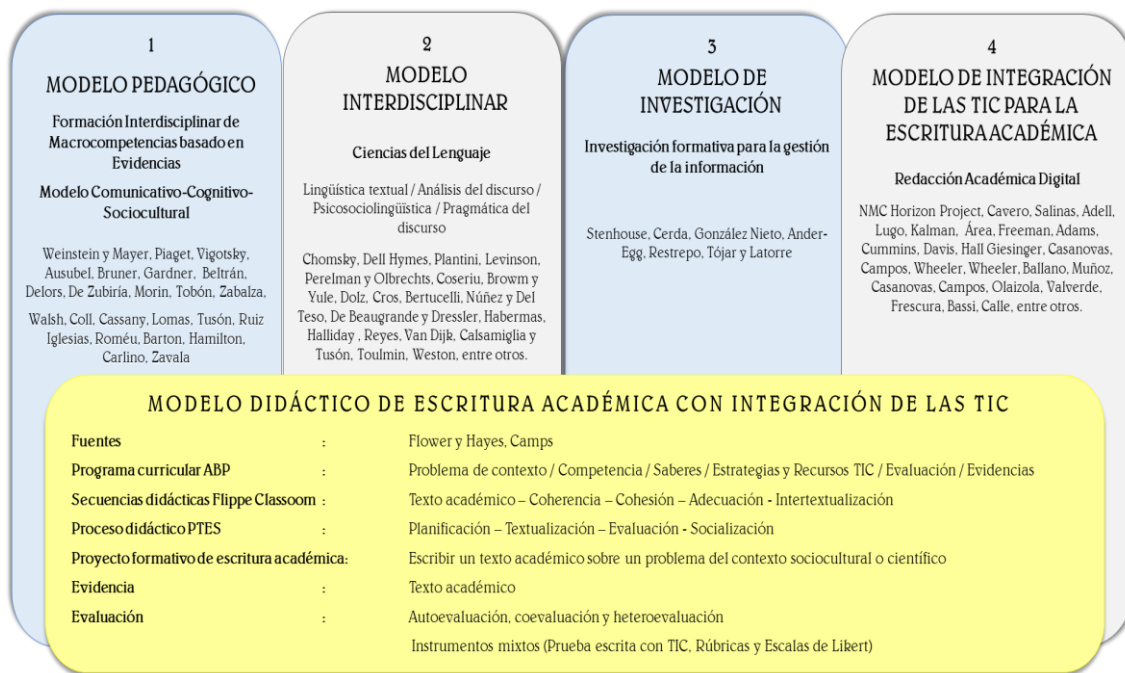 1
MODELO PEDAGÓGICO
Formación Interdisciplinar de
Macrocompetencias basado en
Evidencias
Modelo Comunicativo-Cognitivo-
Sociocultural
Weinstein y Mayer, Piaget, Vigotsky,
Ausubel, Bruner, Gardner, Beltrán,
Delors, De Zubiría, Morin, Tobón, Zabalza,
Walsh, Coll, Cassany, Lomas, Tusón, Ruiz
Iglesias, Roméu, Barton, Hamilton,
Carlino, Zavala
2
MODELO
INTERDISCIPLINAR
Ciencias del Lenguaje
Lingüística textual / Análisis del discurso /
Psicosociolingüística / Pragmática del
discurso
Chomsky, Dell Hymes, Plantini, Levinson,
Perelman y Olbrechts, Coseriu, Browm y
Yule, Dolz, Cros, Bertucelli, Núñez y Del
Teso, De Beaugrande y Dressler, Habermas,
Halliday , Reyes, Van Dijk, Calsamiglia y
Tusón, Toulmin, Weston, entre otros.
3
MODELO DE
INVESTIGACIÓN
Investigación formativa para la gestión
de la información
Stenhouse, Cerda, González Nieto, Ander-
Egg, Restrepo, Tójar y Latorre
4
MODELO DE INTEGRACIÓN
DE LAS TIC PARA LA
ESCRITURA ACADÉMICA
Redacción Académica Digital
NMC Horizon Project, Cavero, Salinas, Adell,
Lugo, Kalman, Área, Freeman, Adams,
Cummins, Davis, Hall Giesinger, Casanovas,
Campos, Wheeler, Wheeler, Ballano, Muñoz,
Casanovas, Campos, Olaizola, Valverde,
Frescura, Bassi, Calle, entre otros.
MODELO DIDÁCTICO DE ESCRITURA ACADÉMICA CON INTEGRACIÓN DE LAS TIC
Fuentes : Flower y Hayes, Camps
Programa curricular ABP : Problema de contexto / Competencia / Saberes / Estrategias y Recursos TIC / Evaluación / Evidencias
Secuencias didácticas Flippe Classoom : Texto académico – Coherencia – Cohesión – Adecuación - Intertextualización
Proceso didáctico PTES : Planificación – Textualización – Evaluación - Socialización
Proyecto formativo de escritura académica: Escribir un texto académico sobre un problema del contexto sociocultural o científico
Evidencia : Texto académico
Evaluación : Autoevaluación, coevaluación y heteroevaluación
Instrumentos mixtos (Prueba escrita con TIC, Rúbricas y Escalas de Likert)